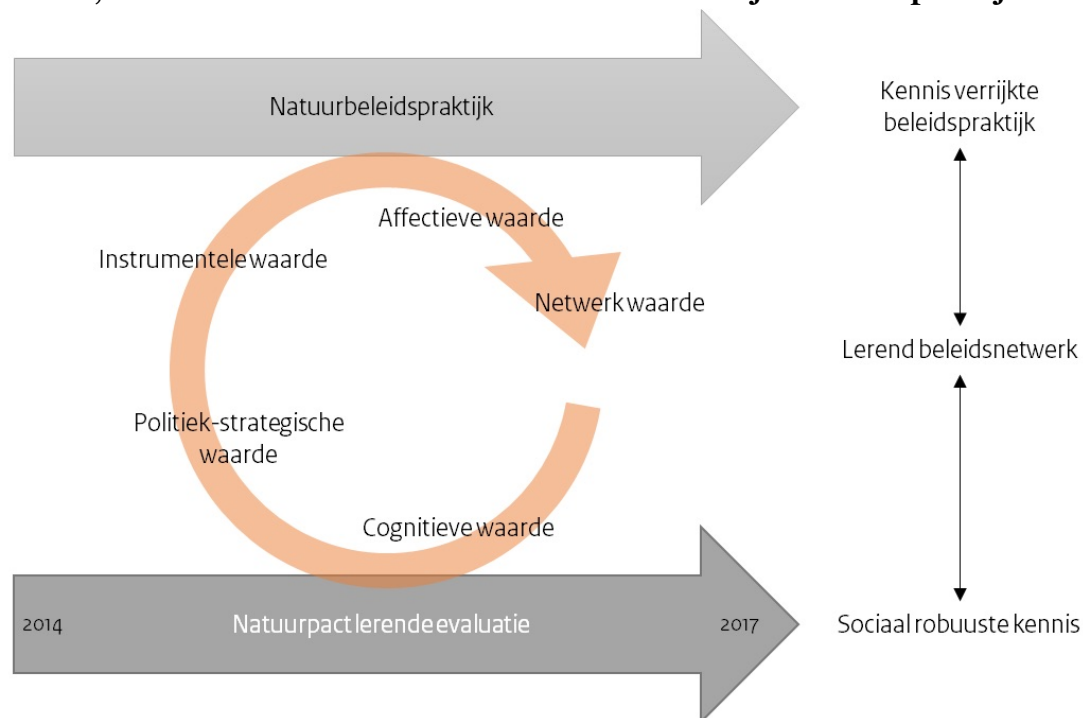 Natuurbeleidspraktijk
Kennis verrijkte
beleidspraktijk
Affectieve waarde
Instrumentele waarde
Netwerk waarde
Lerend beleidsnetwerk
Politiek-strategische
waarde
Cognitieve waarde
2014
Natuurpact lerende evaluatie
2017
Sociaal robuuste kennis